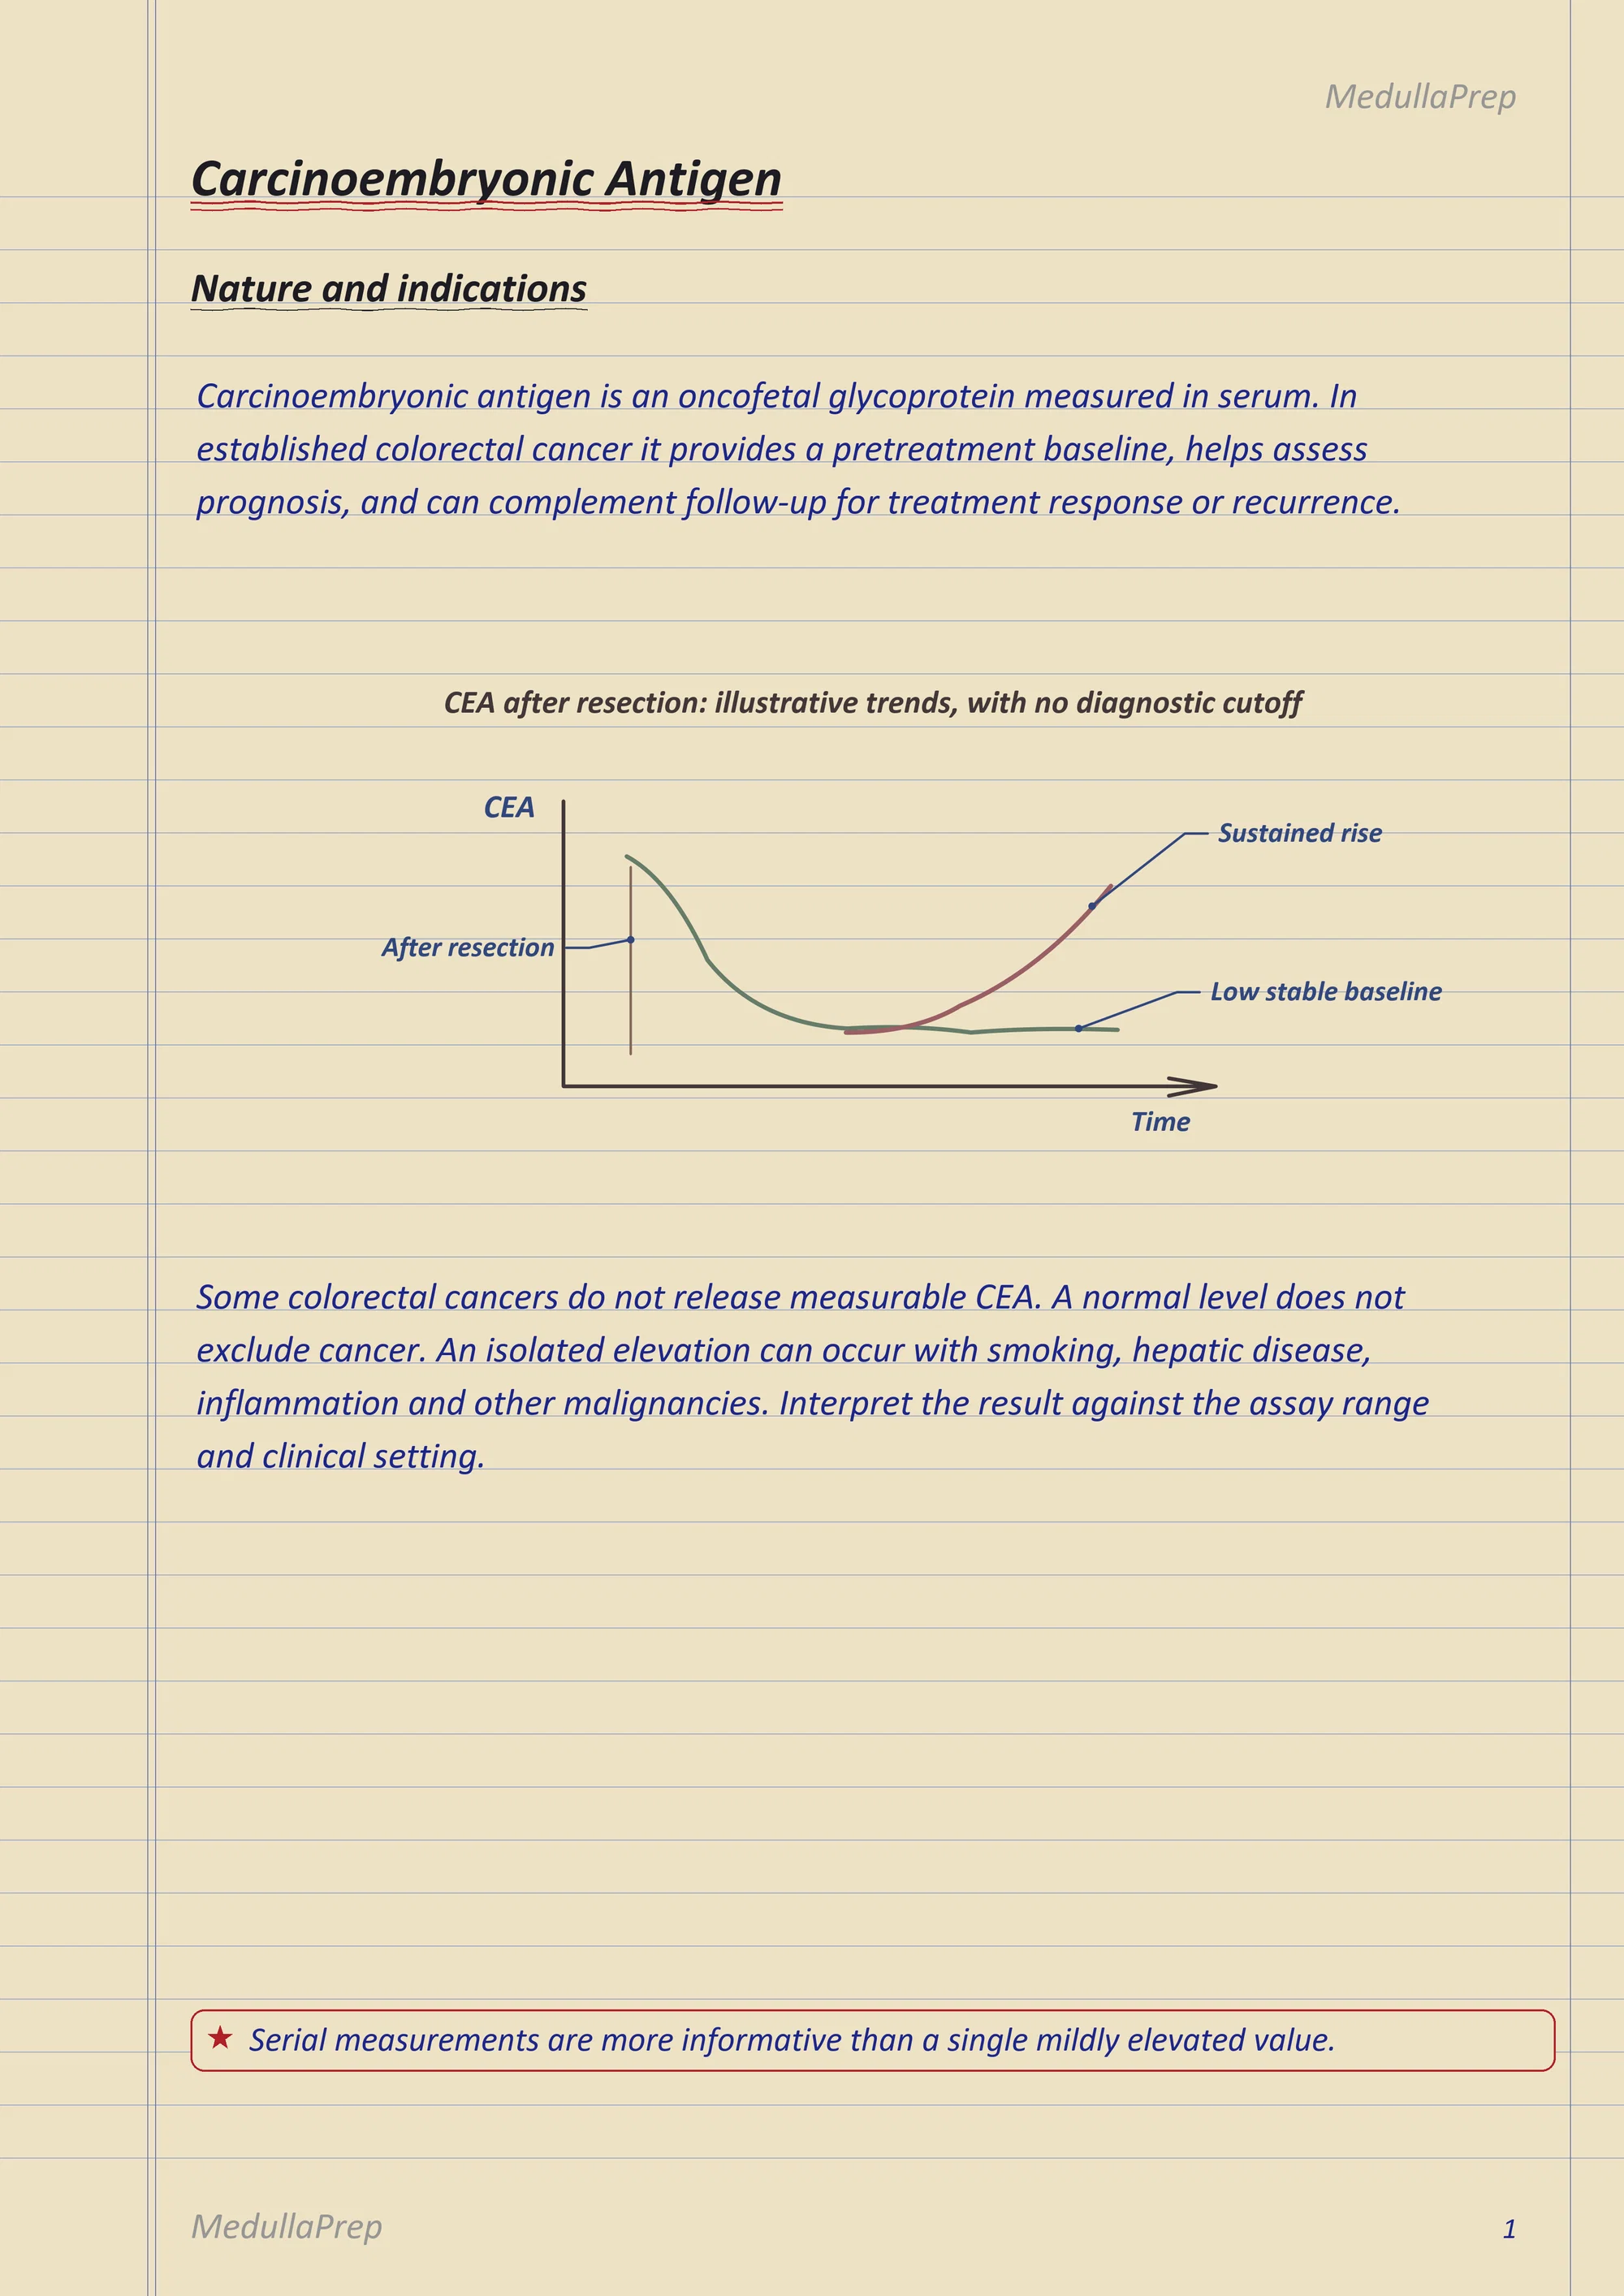 MedullaPrep
Carcinoembryonic Antigen
Nature and indications
Carcinoembryonic antigen is an oncofetal glycoprotein measured in serum. In
established colorectal cancer it provides a pretreatment baseline, helps assess
prognosis, and can complement follow-up for treatment response or recurrence.
CEA after resection: illustrative trends, with no diagnostic cutoff
CEA
Sustained rise
After resection
Low stable baseline
Time
Some colorectal cancers do not release measurable CEA. A normal level does not
exclude cancer. An isolated elevation can occur with smoking, hepatic disease,
inflammation and other malignancies. Interpret the result against the assay range
and clinical setting.
★ Serial measurements are more informative than a single mildly elevated value.
MedullaPrep
1